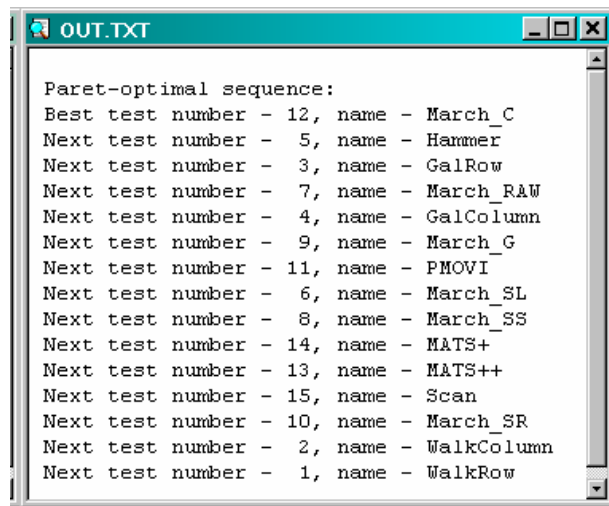 OUT.TXT
Paret-optimal sequence:
Best test number - 12, name - March_C
Next test number -  5, name - Hammer
Next test number -  3, name - GalRow
Next test number -  7, name - March_RAW
Next test number -  4, name - GalColumn
Next test number -  9, name - March_G
Next test number - 11, name - PMOVI
Next test number -  6, name - March_SL
Next test number -  8, name - March_SS
Next test number - 14, name - MATS+
Next test number - 13, name - MATS++
Next test number - 15, name - Scan
Next test number - 10, name - March_SR
Next test number -  2, name - WalkColumn
Next test number -  1, name - WalkRow